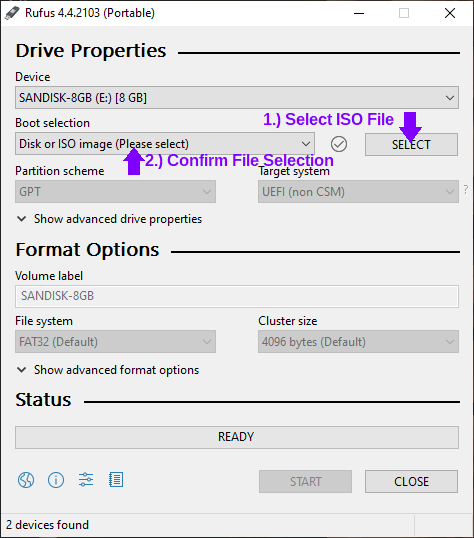 Rufus 4.4.2103 (Portable)
Drive Properties
Device
SANDISK-8GB (E:) [8 GB]
Boot selection
1.) Select ISO File
Disk or ISO image (Please select)
SELECT
2.) Confirm File Selection
Partition scheme
Target system
GPT
UEFI (non CSM)
?
Show advanced drive properties
Format Options
Volume label
SANDISK-8GB
File system
Cluster size
FAT32 (Default)
4096 bytes (Default)
Show advanced format options
Status
READY
START
CLOSE
2 devices found